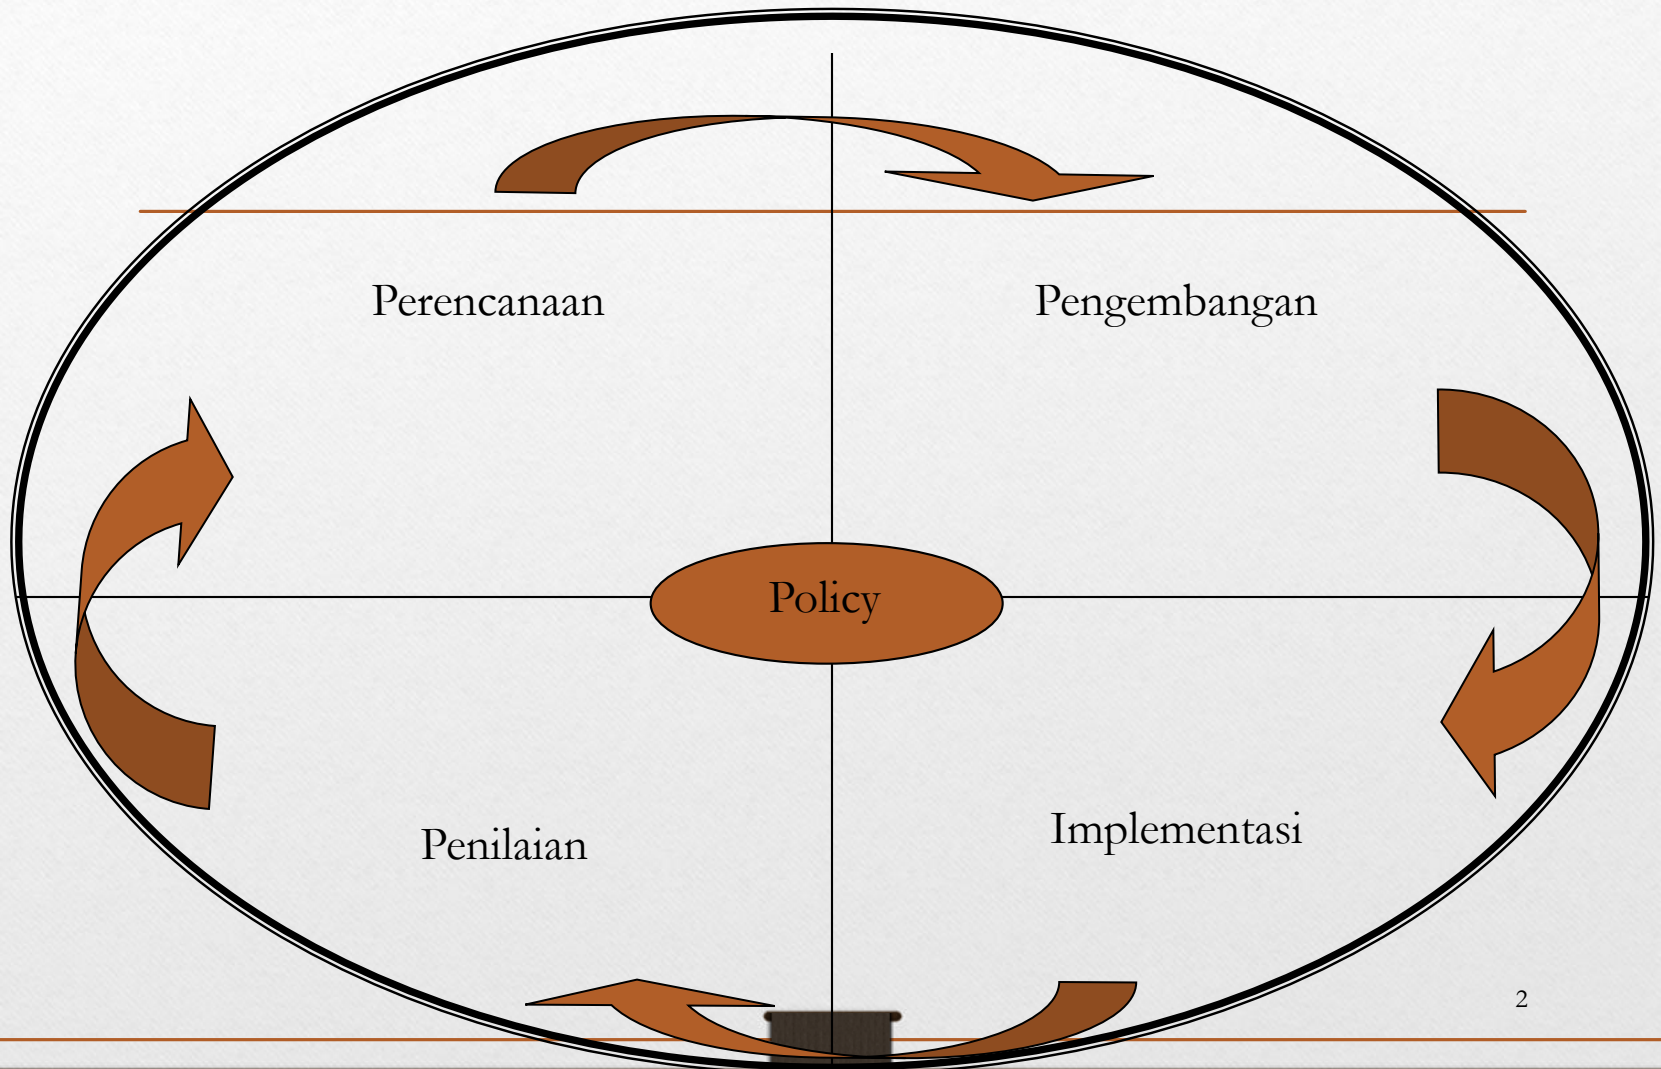 Perencanaan
Pengembangan
Policy
Penilaian
Implementasi
2